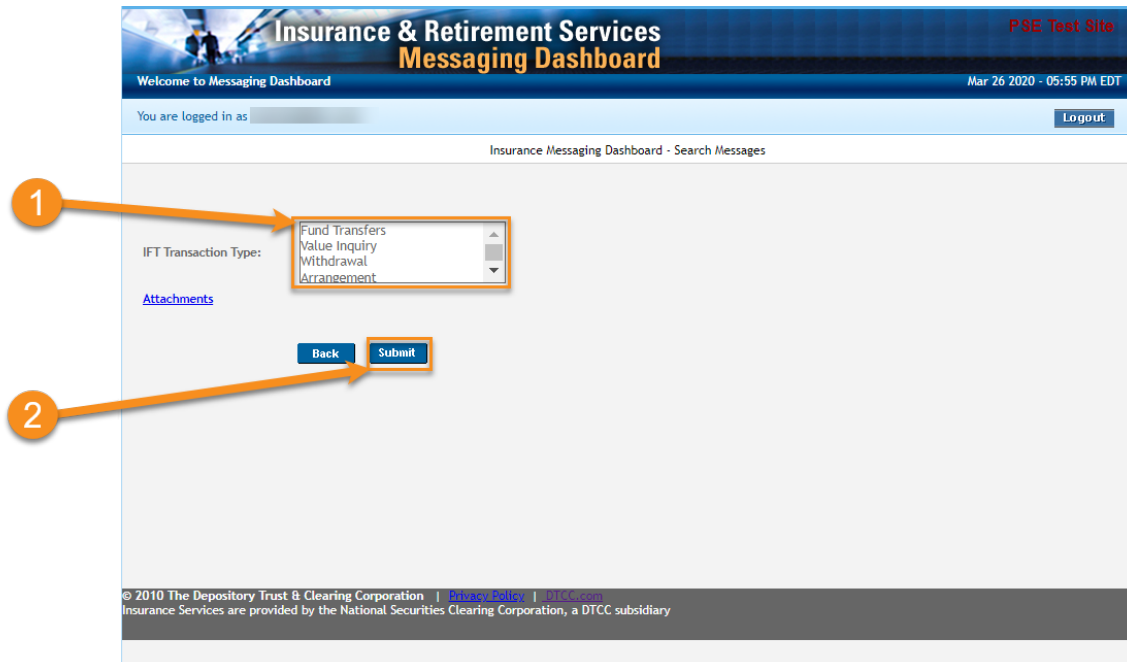 Insurance & Retirement Services
Messaging Dashboard
PSE Test Site
Welcome to Messaging Dashboard
Mar 26 2020 - 05:55 PM EDT
You are logged in as
Logout
Insurance Messaging Dashboard - Search Messages
1
IFT Transaction Type:
Fund Transfers
Value Inquiry
Withdrawal
Arrangement
Attachments
Back
Submit
2
© 2010 The Depository Trust & Clearing Corporation | Privacy Policy | DTCC.com
Insurance Services are provided by the National Securities Clearing Corporation, a DTCC subsidiary